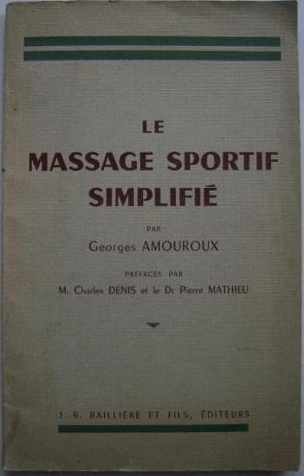 LE
MASSAGE SPORTIF
SIMPLIFIÉ
PAR
Georges AMOUROUX
PRÉFACES PAR
M. Charles DENIS et le Dr Pierre MATHIEU
J.-B. BAILLIÈRE ET FILS, ÉDITEURS